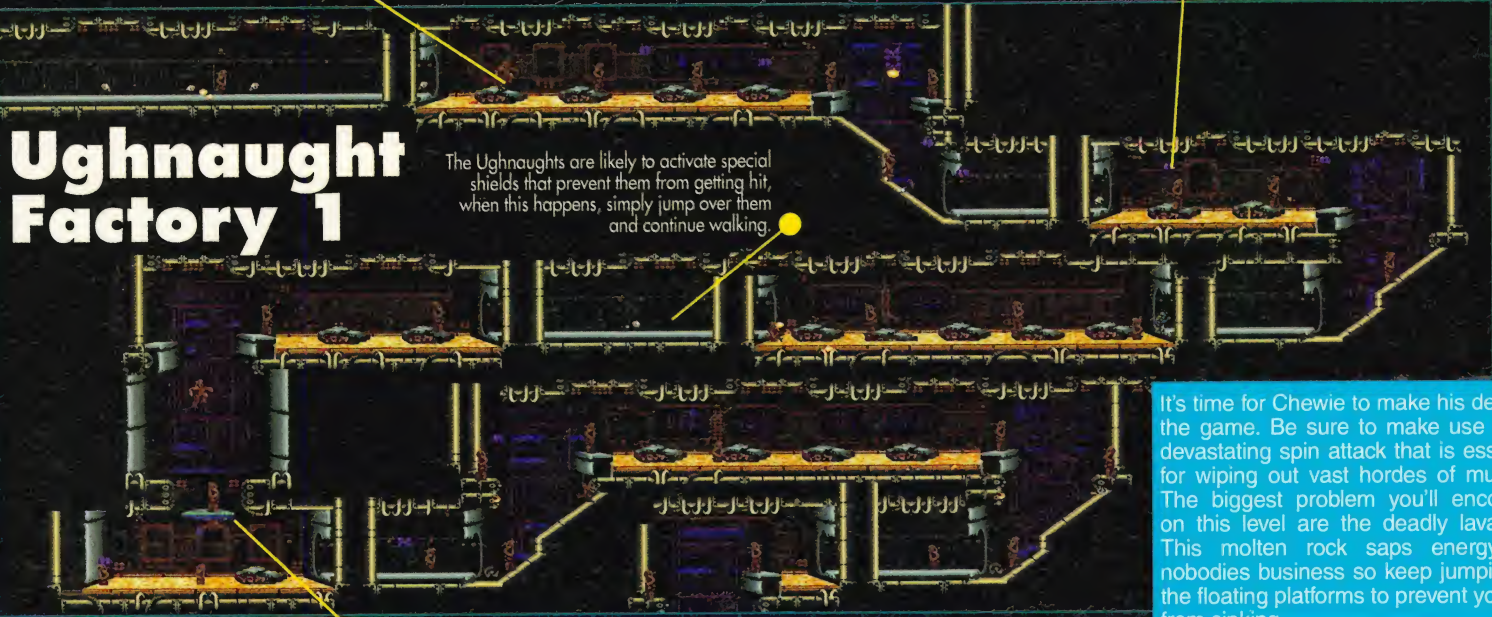 Ughnaught
Factory 1
The Ughnaughts are likely to activate special
shields that prevent them from getting hit,
when this happens, simply jump over them
and continue walking.
It's time for Chewie to make his de
the game. Be sure to make use
devastating spin attack that is ess
for wiping out vast hordes of mu
The biggest problem you'll enco
on this level are the deadly lava
This molten rock saps energy
nobodies business so keep jumpi
the floating platforms to prevent yo
from sinking